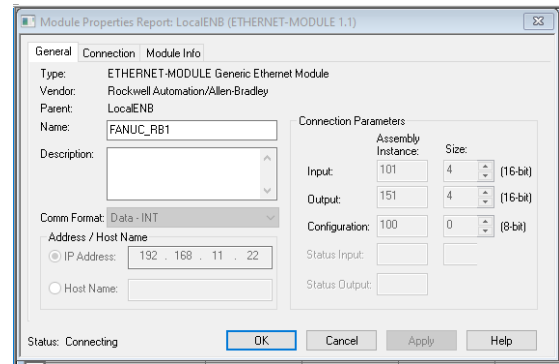 Module Properties Report: LocalENB (ETHERNET-MODULE 1.1)
General Connection Module Info
Type: ETHERNET-MODULE Generic Ethernet Module
Vendor: Rockwell Automation/Allen-Bradley
Parent: LocalENB
Name: FANUC_RB1
Description:
Comm Format: Data - INT
Address / Host Name
IP Address: 192 . 168 . 11 . 22
Host Name:
Connection Parameters
Assembly Instance: Size:
Input: 101 4 (16-bit)
Output: 151 4 (16-bit)
Configuration: 100 0 (8-bit)
Status Input:
Status Output:
Status: Connecting OK Cancel Apply Help